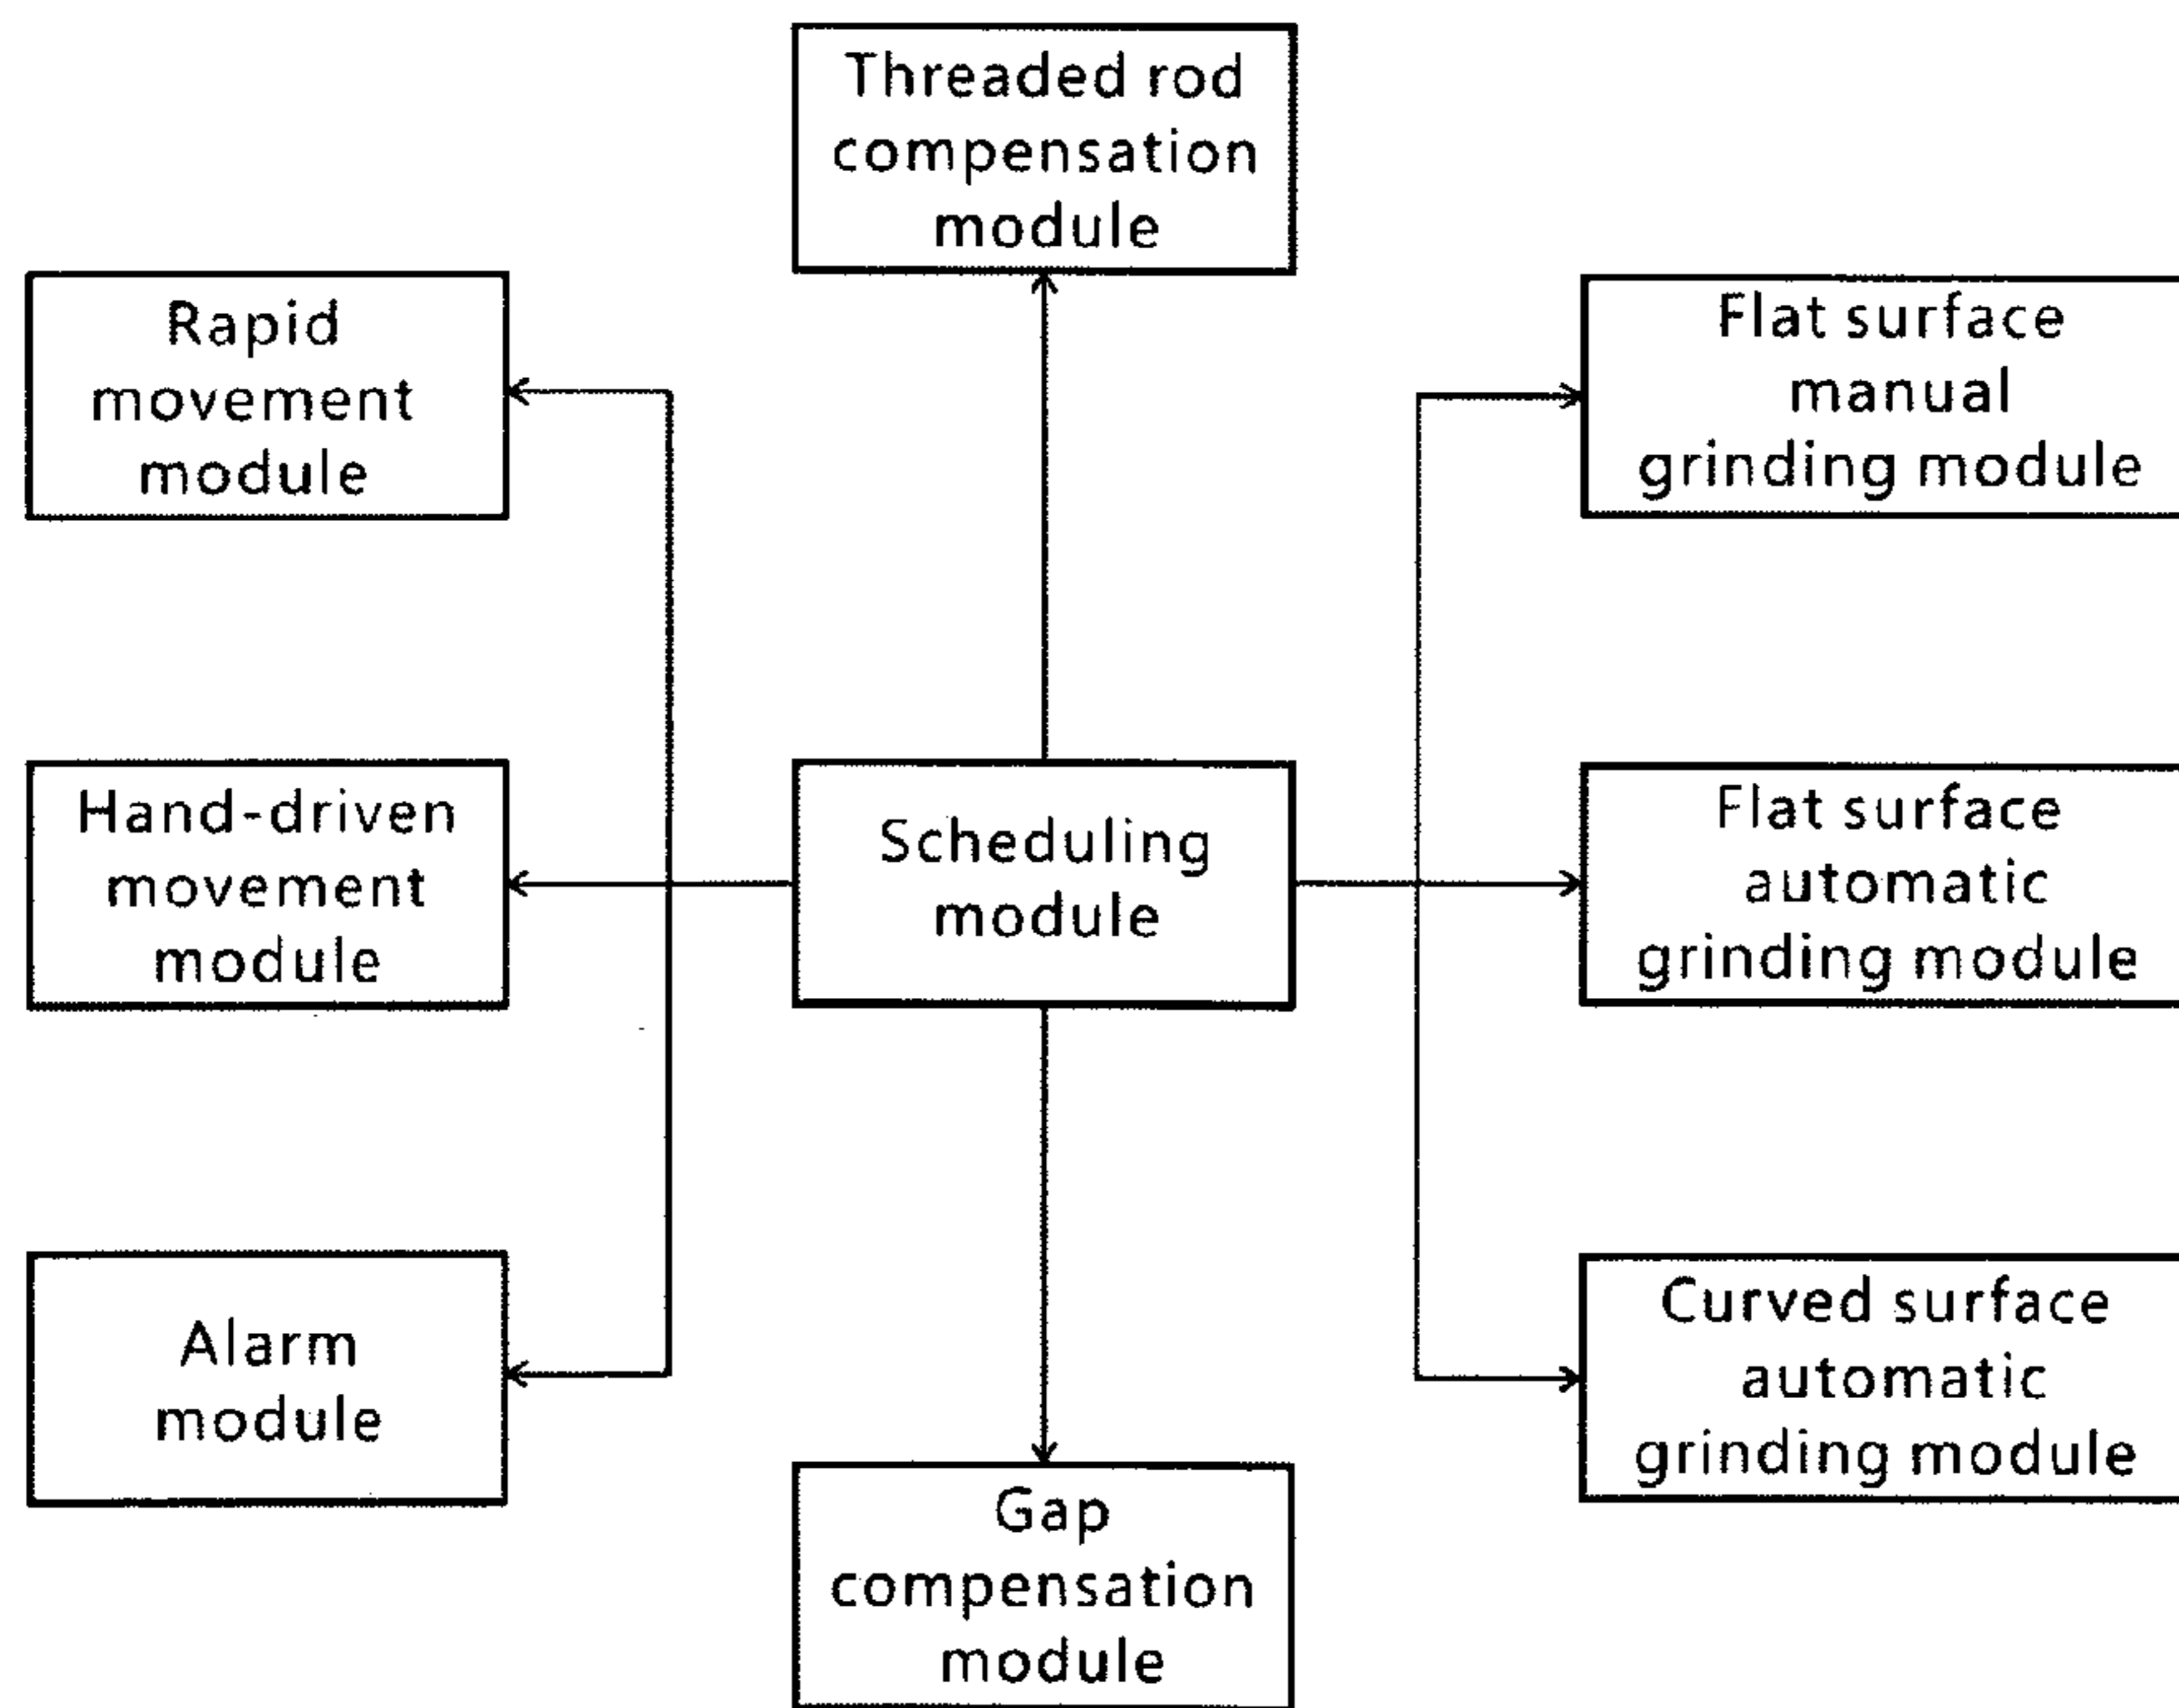 Threaded rod
compensation
module
Rapid
movement
module
Flat surface
manual
grinding module
Hand-driven
movement
module
Scheduling
module
Flat surface
automatic
grinding module
Alarm
module
Curved surface
automatic
grinding module
Gap
compensation
module